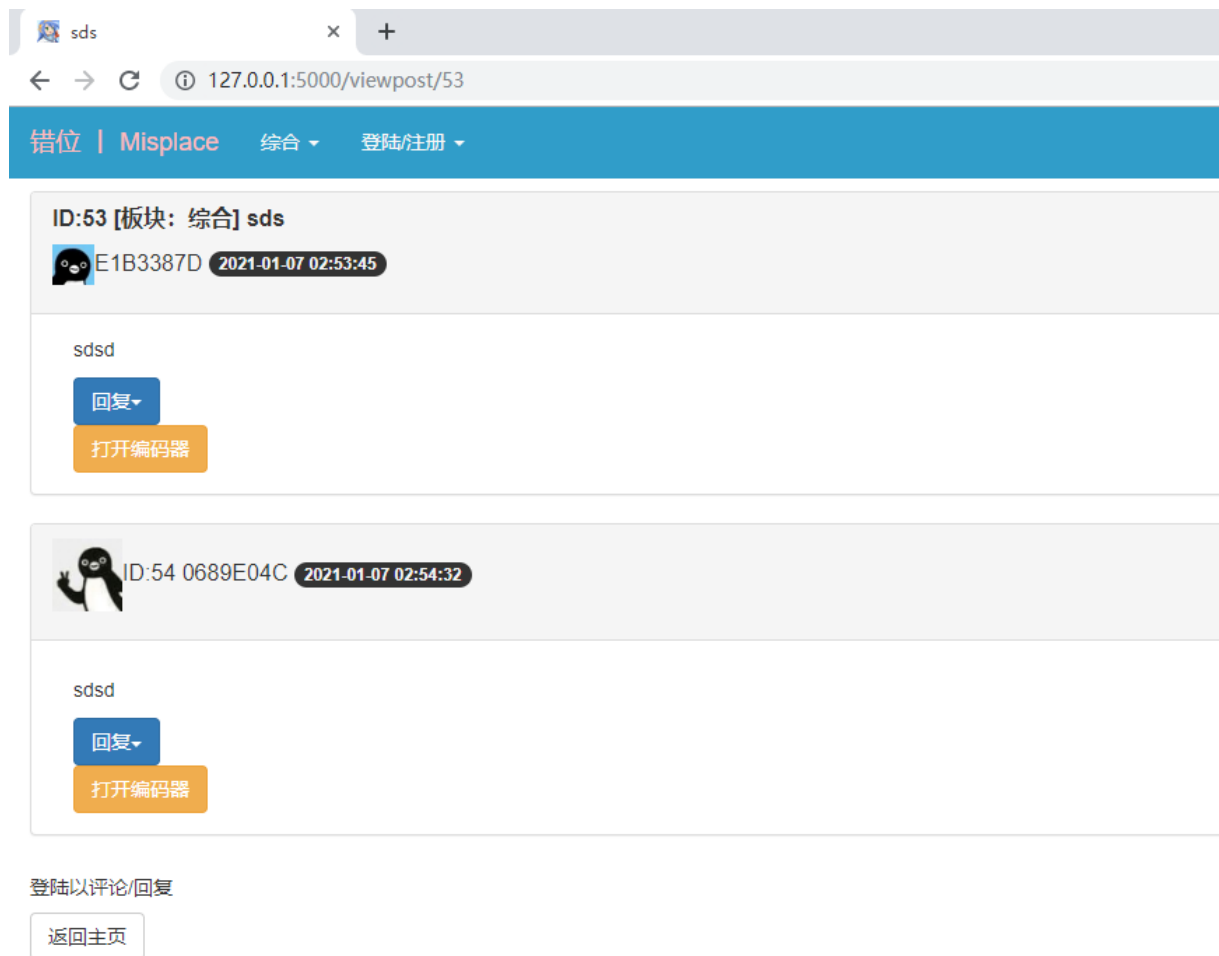 sds
127.0.0.1:5000/viewpost/53
错位 | Misplace 综合 登陆/注册
ID:53 [板块：综合] sds
E1B3387D 2021-01-07 02:53:45
sdsd
回复
打开编码器
ID:54 0689E04C 2021-01-07 02:54:32
sdsd
回复
打开编码器
登陆以评论/回复
返回主页